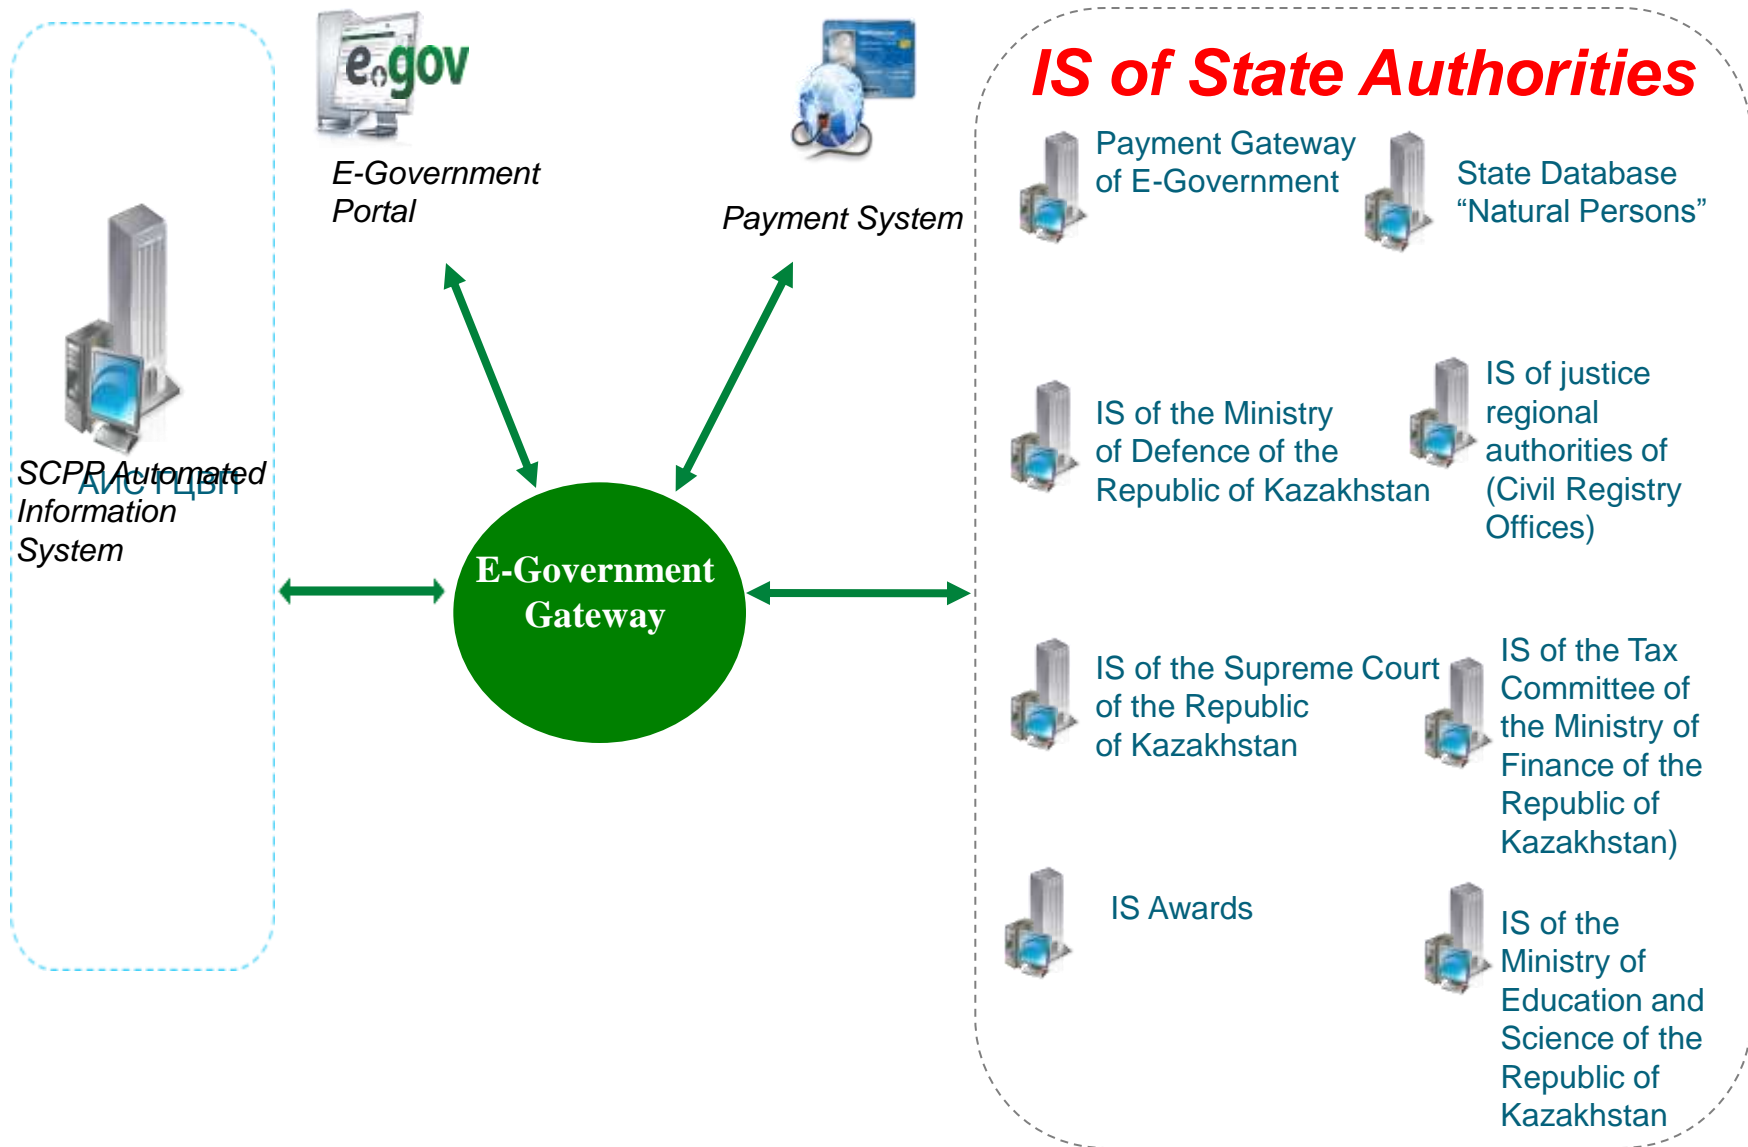 e.gov
E-Government
Portal
Payment System
SCPP Automated
Information
System
АИС ГЦВП
E-Government
Gateway
IS of State Authorities
Payment Gateway
of E-Government
State Database
“Natural Persons”
IS of the Ministry
of Defence of the
Republic of Kazakhstan
IS of justice
regional
authorities of
(Civil Registry
Offices)
IS of the Supreme Court
of the Republic
of Kazakhstan
IS of the Tax
Committee of
the Ministry of
Finance of the
Republic of
Kazakhstan)
IS Awards
IS of the
Ministry of
Education and
Science of the
Republic of
Kazakhstan